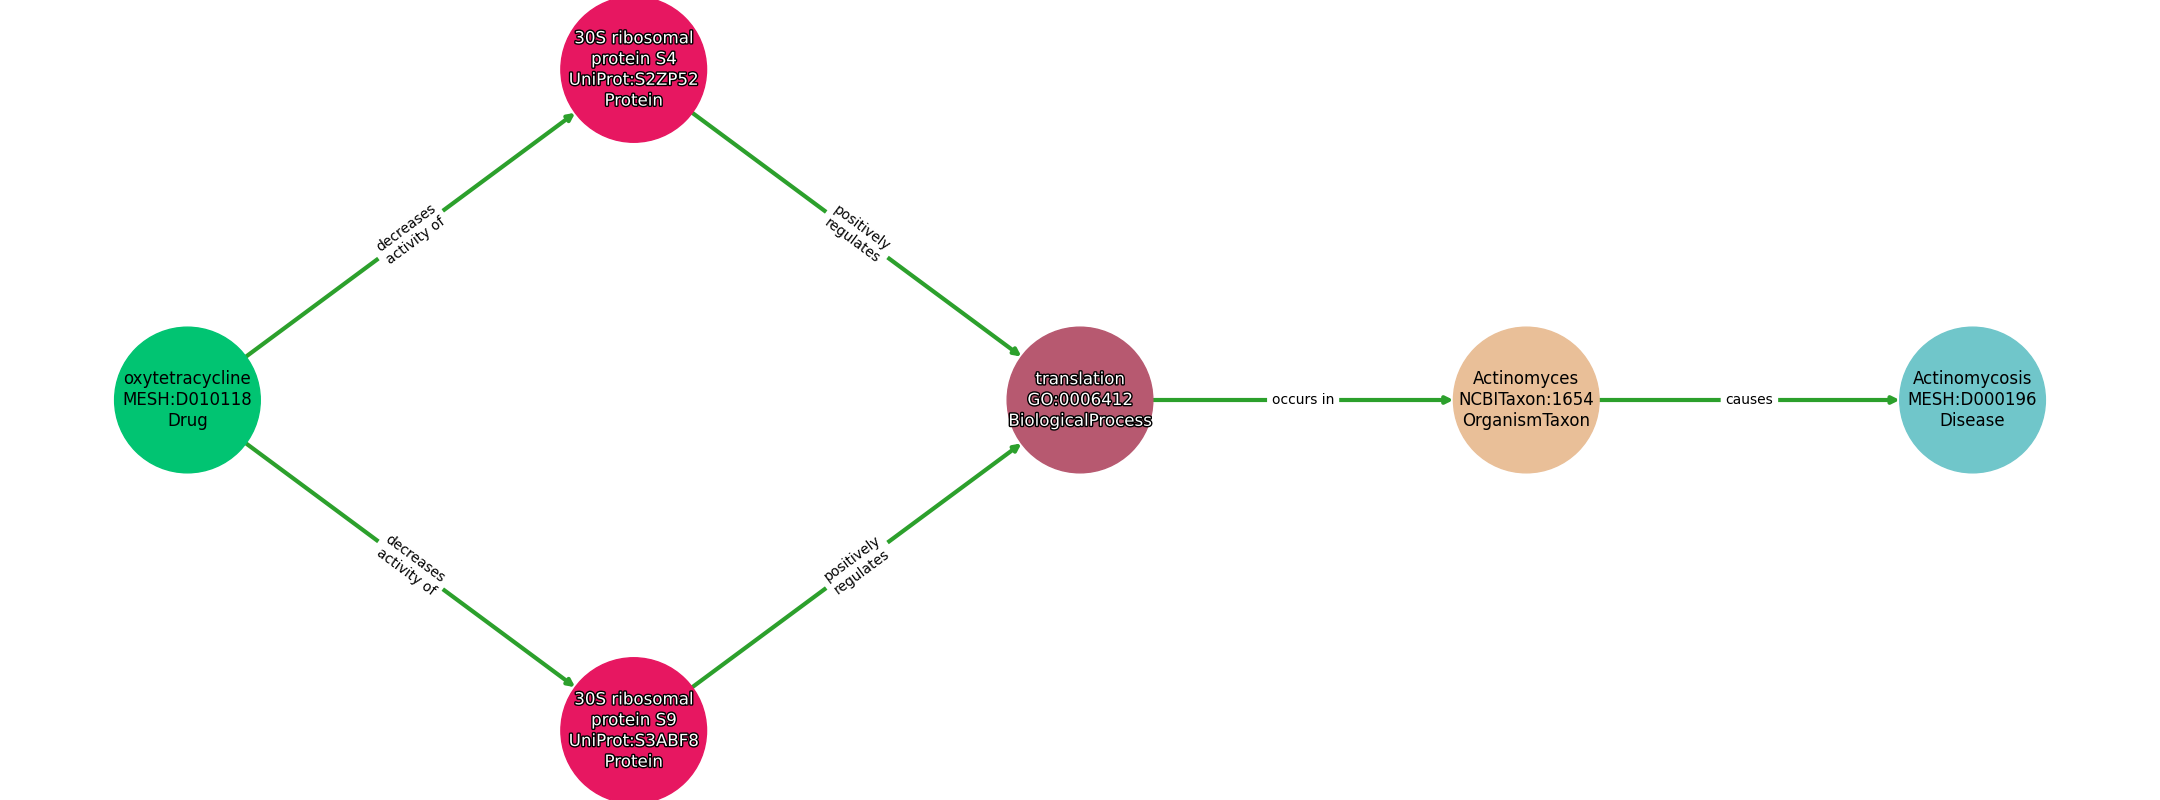 30S ribosomal
protein S4
UniProt:S2ZP52
Protein
decreases
activity of
positively
regulates
oxytetracycline
MESH:D010118
Drug
translation
GO:0006412
BiologicalProcess
occurs in
Actinomyces
NCBITaxon:1654
OrganismTaxon
causes
Actinomycosis
MESH:D000196
Disease
decreases
activity of
positively
regulates
30S ribosomal
protein S9
UniProt:S3ABF8
Protein